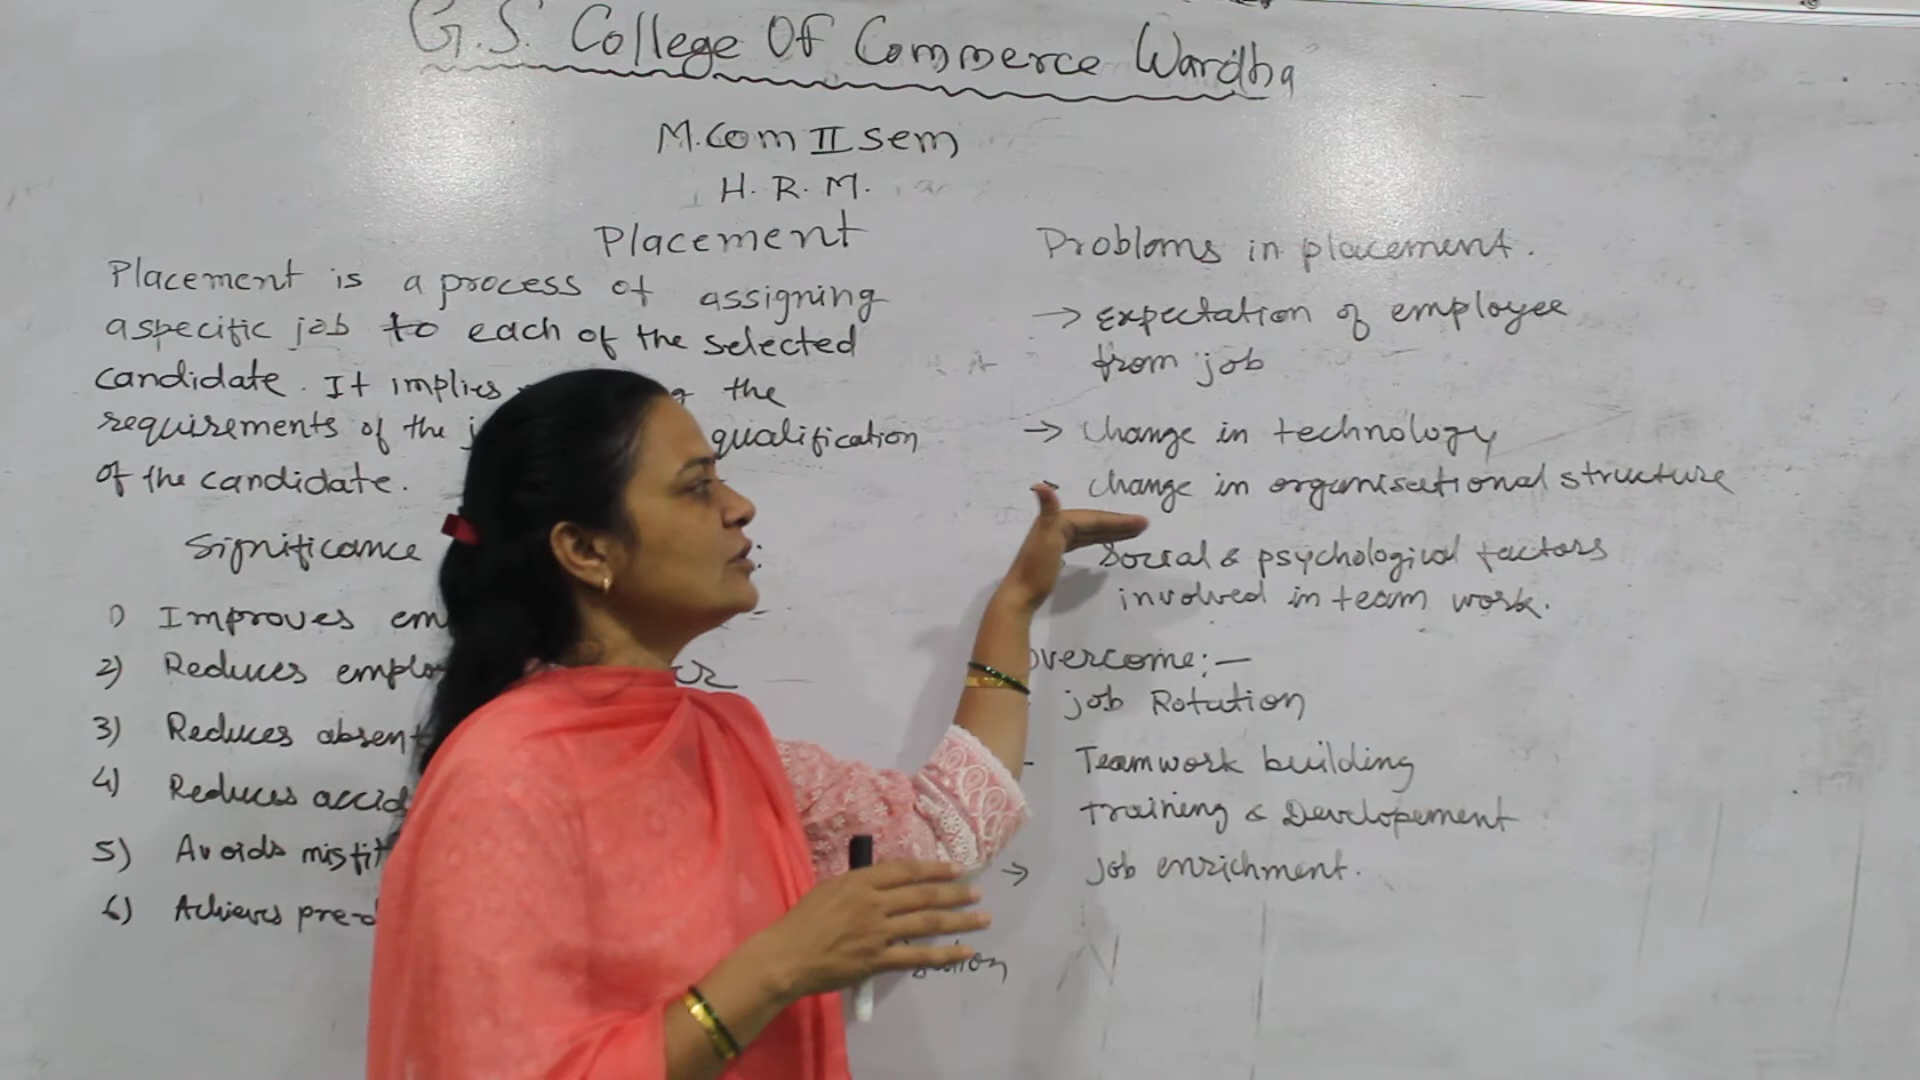 G.S. College Of Commerce Wardha
M.Com II Sem
H. R. M.
Placement
Placement is a process of assigning
a specific job to each of the selected
candidate. It implies the
requirements of the qualification
of the candidate.
Significance
1) Improves
2) Reduces
3) Reduces
4) Reduces
5) Avoids
6) Achieves
Problems in placement.
→ Expectation of employee
from job
→ Change in technology
Change in organisational structure
Social & psychological factors
involved in team work.
overcome:—
job Rotation
- Teamwork building
Training & Developement
→ Job enrichment.